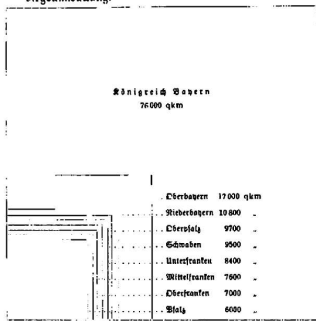 Königreich Bayern
76000 qkm
Oberbayern 17000 qkm
Niederbayern 10800 „
Oberpfalz 9700 „
Schwaben 9500 „
Unterfranken 8400 „
Mittelfranken 7600 „
Oberfranken 7000 „
Pfalz 6000 „